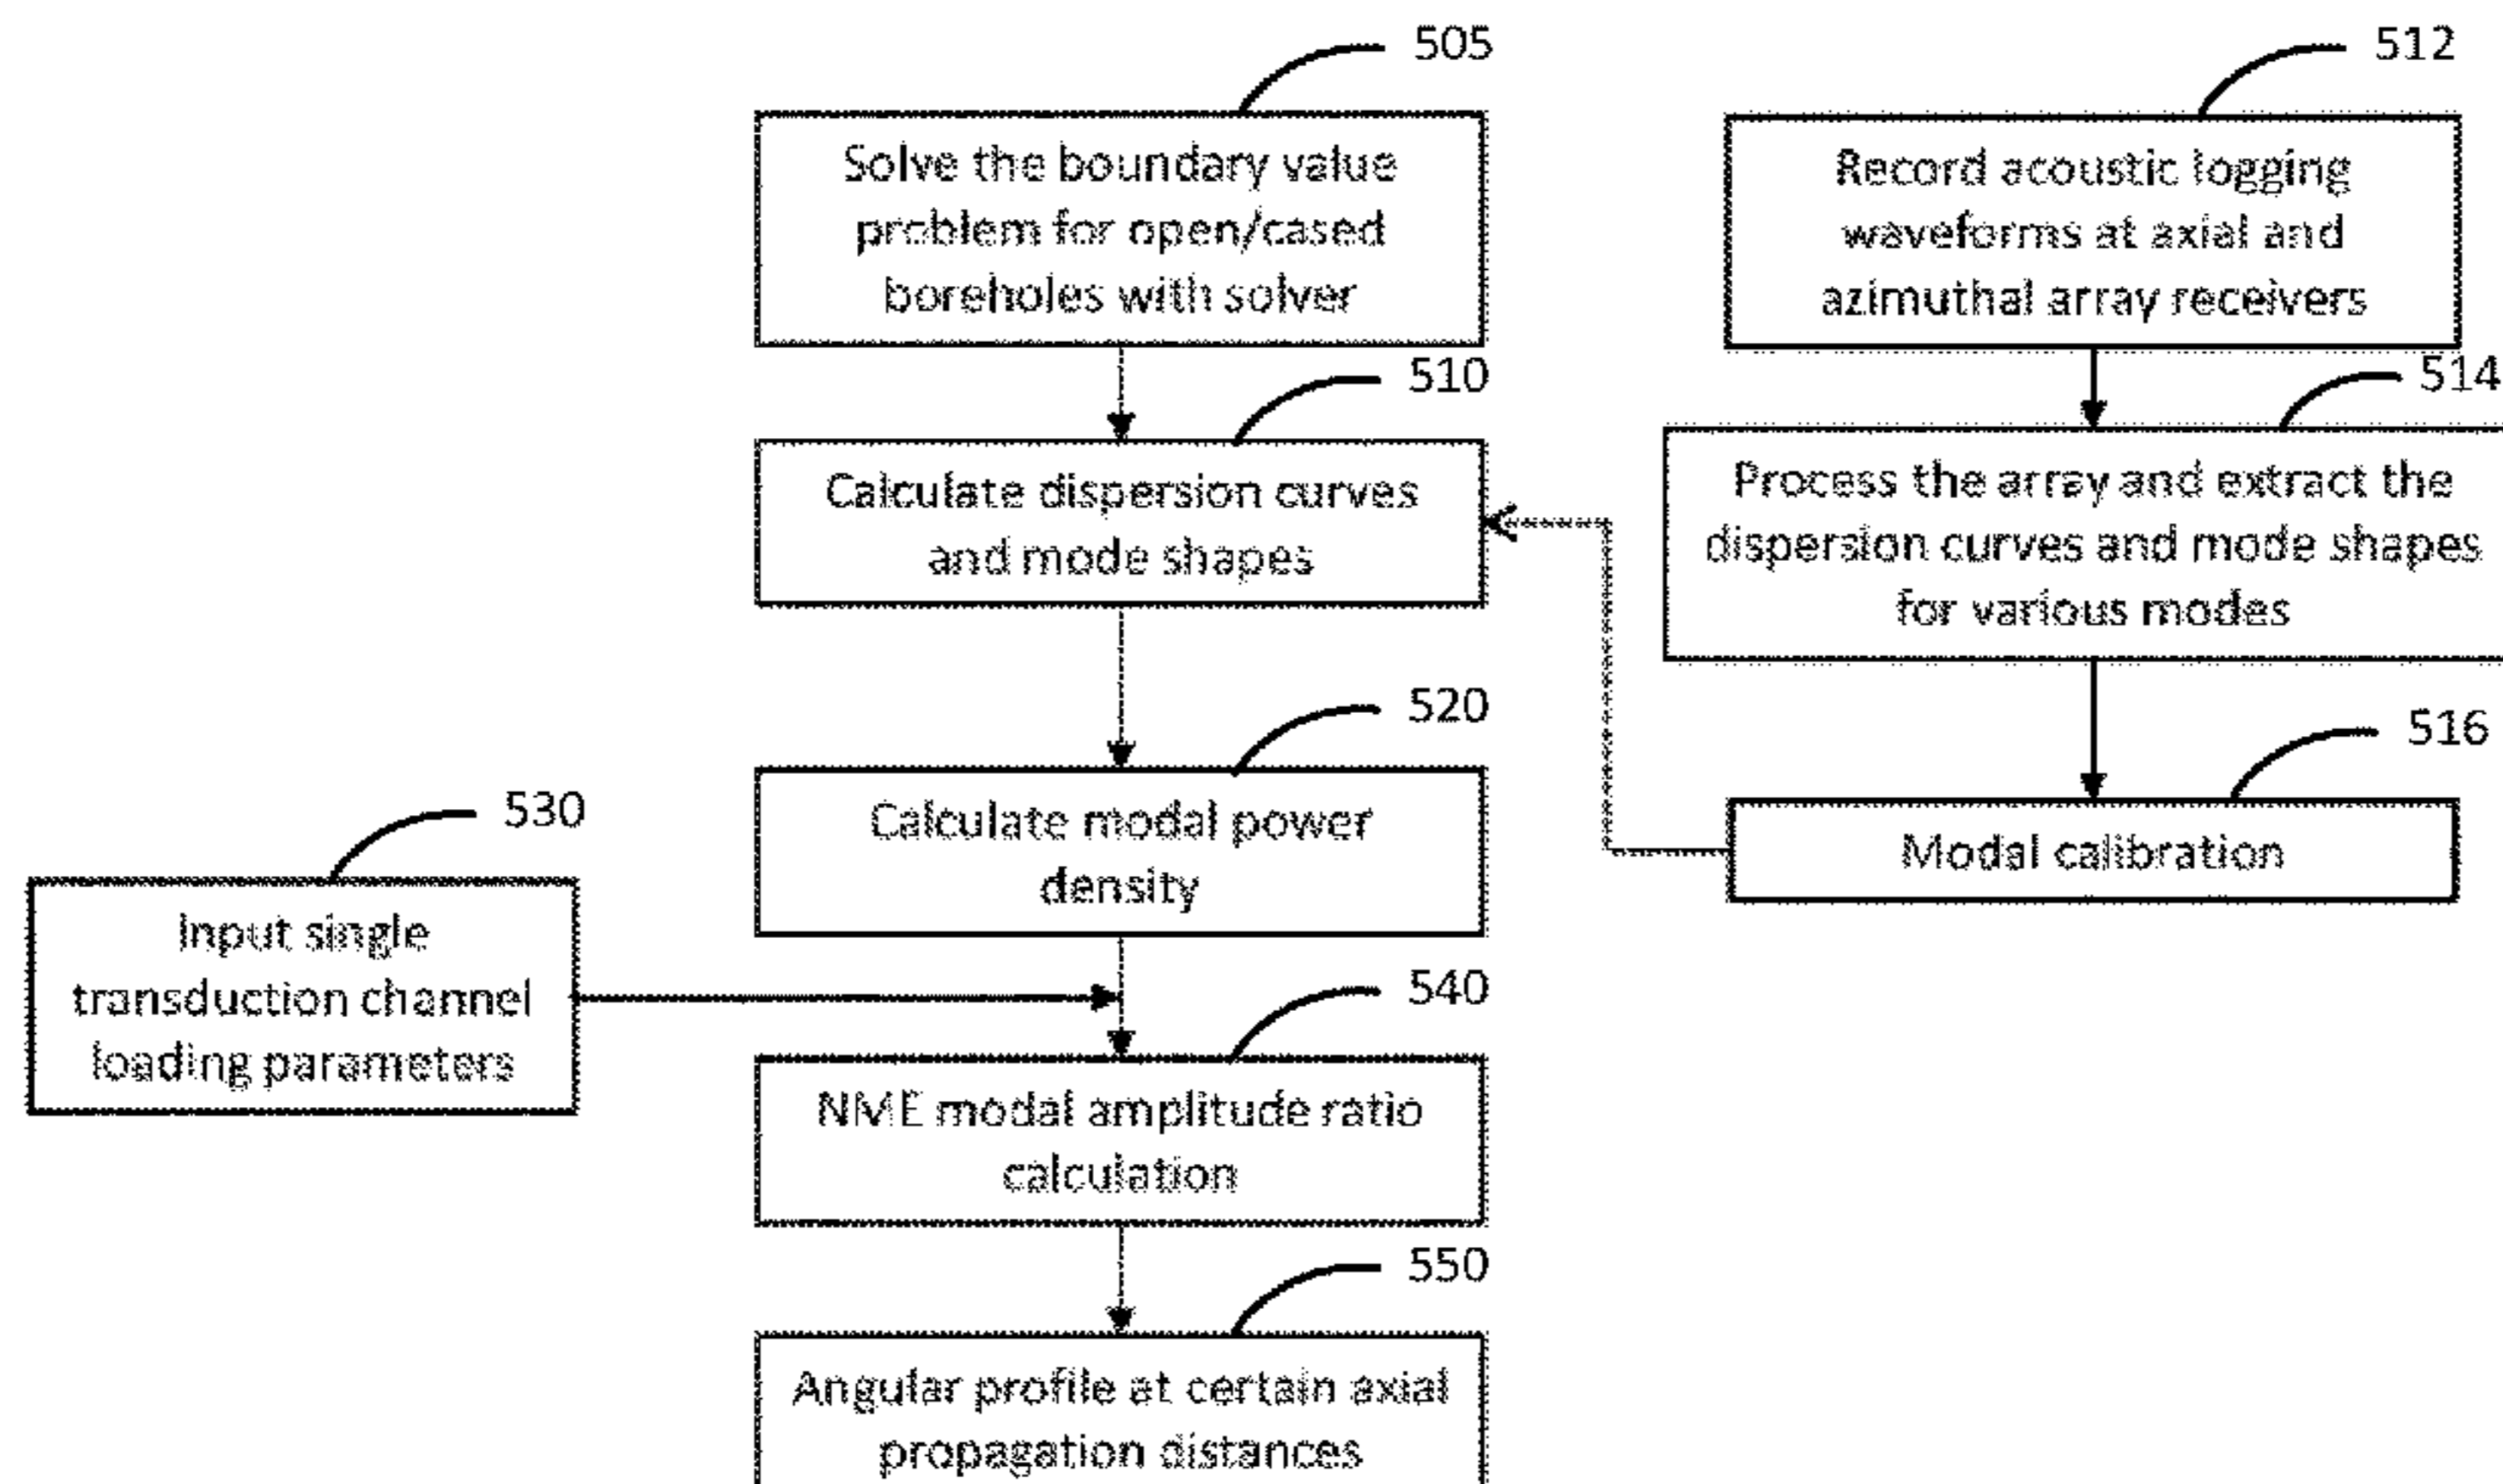 505
Solve the boundary value
problem for open/cased
boreholes with solver
512
Record acoustic logging
waveforms at axial and
azimuthal array receivers
510
Calculate dispersion curves
and mode shapes
514
Process the array and extract the
dispersion curves and mode shapes
for various modes
520
Calculate modal power
density
516
Modal calibration
530
Input single
transduction channel
loading parameters
540
NME modal amplitude ratio
calculation
550
Angular profile at certain axial
propagation distances